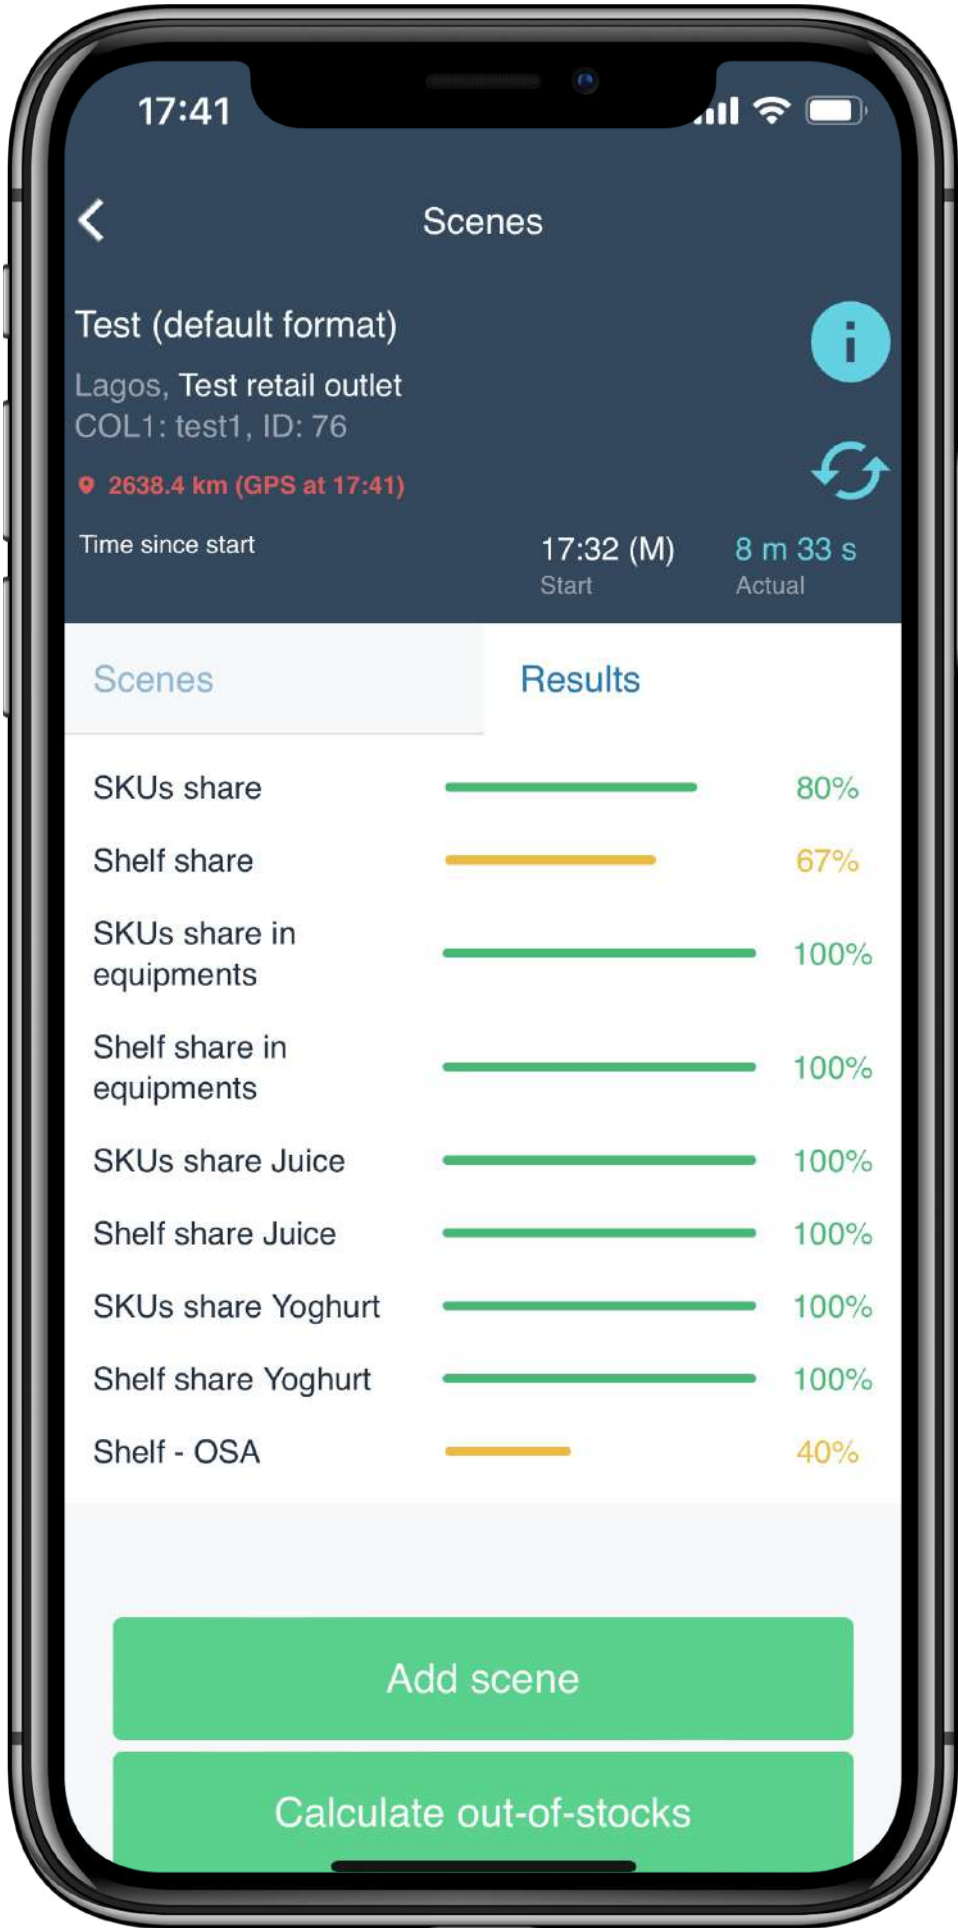 17:41
Scenes
Test (default format)
Lagos, Test retail outlet
COL1: test1, ID: 76
2638.4 km (GPS at 17:41)
Time since start
17:32 (M)
8 m 33 s
Start
Actual
Scenes
Results
SKUs share
80%
Shelf share
67%
SKUs share in
equipments
100%
Shelf share in
equipments
100%
SKUs share Juice
100%
Shelf share Juice
100%
SKUs share Yoghurt
100%
Shelf share Yoghurt
100%
Shelf - OSA
40%
Add scene
Calculate out-of-stocks